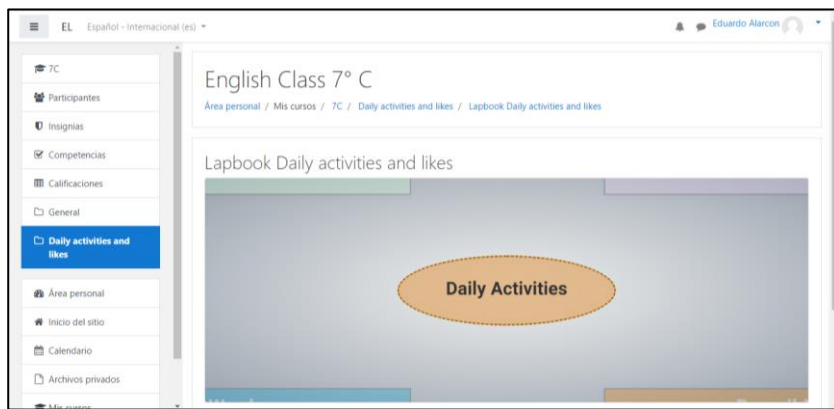 EL Español - Internacional (es)
Eduardo Alarcon
7C
Participantes
Insignias
Competencias
Calificaciones
General
Daily activities and
likes
Área personal
Inicio del sitio
Calendario
Archivos privados
Mis cursos
English Class 7° C
Área personal / Mis cursos / 7C / Daily activities and likes / Lapbook Daily activities and likes
Lapbook Daily activities and likes
Daily Activities